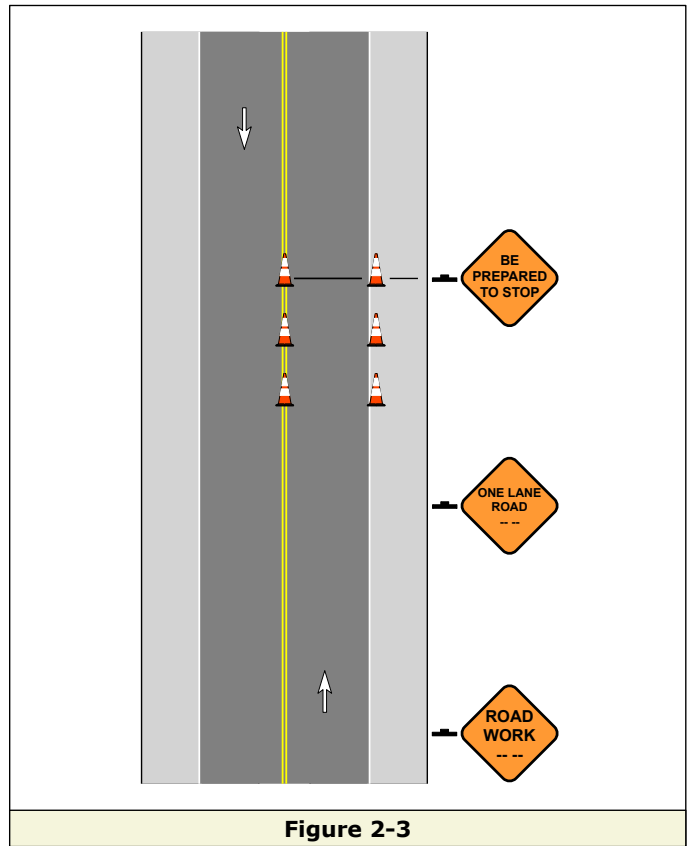 BE
PREPARED
TO STOP
ONE LANE
ROAD
-- --
ROAD
WORK
-- --
Figure 2-3